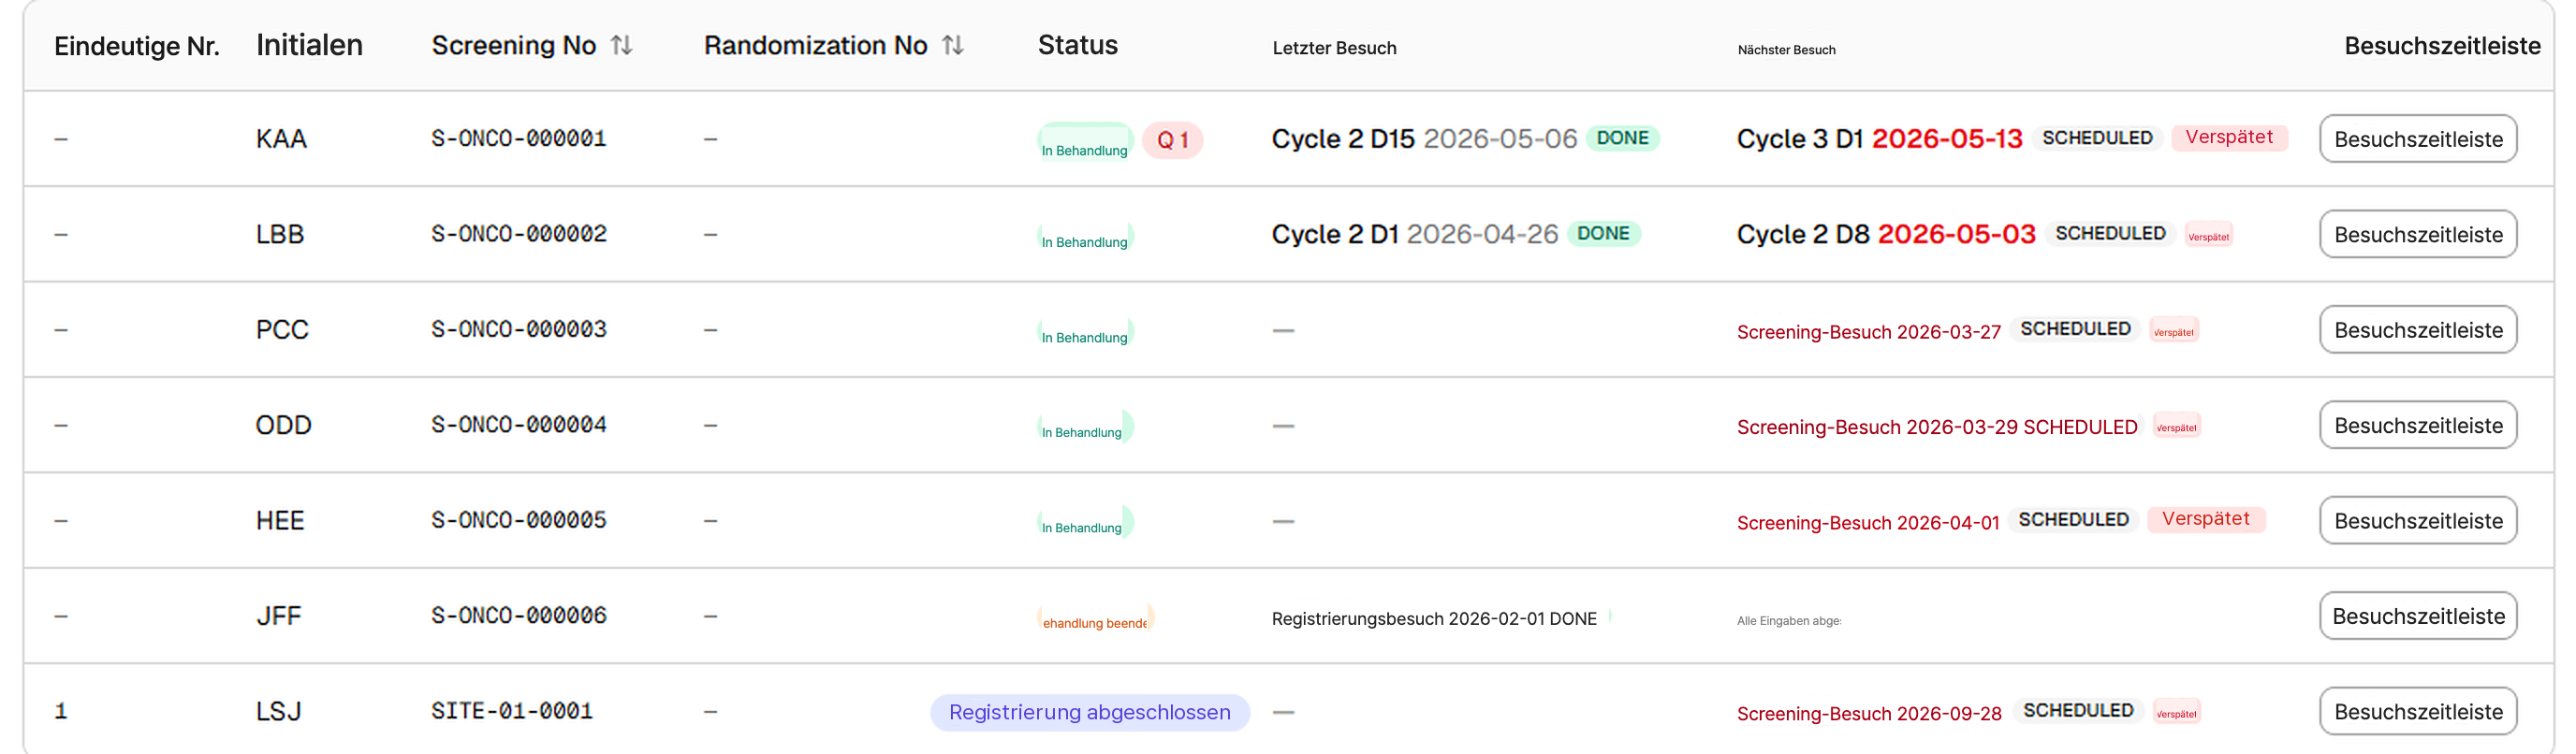 Eindeutige Nr. Initialen Screening No Randomization No Status Letzter Besuch Nächster Besuch Besuchszeitleiste
– KAA S-ONCO-000001 – In Behandlung Q 1 Cycle 2 D15 2026-05-06 DONE Cycle 3 D1 2026-05-13 SCHEDULED Verspätet Besuchszeitleiste
– LBB S-ONCO-000002 – In Behandlung Cycle 2 D1 2026-04-26 DONE Cycle 2 D8 2026-05-03 SCHEDULED Verspätet Besuchszeitleiste
– PCC S-ONCO-000003 – In Behandlung — Screening-Besuch 2026-03-27 SCHEDULED Verspätet Besuchszeitleiste
– ODD S-ONCO-000004 – In Behandlung — Screening-Besuch 2026-03-29 SCHEDULED Verspätet Besuchszeitleiste
– HEE S-ONCO-000005 – In Behandlung — Screening-Besuch 2026-04-01 SCHEDULED Verspätet Besuchszeitleiste
– JFF S-ONCO-000006 – ehandlung beende Registrierungsbesuch 2026-02-01 DONE Alle Eingaben abge Besuchszeitleiste
1 LSJ SITE-01-0001 – Registrierung abgeschlossen — Screening-Besuch 2026-09-28 SCHEDULED Verspätet Besuchszeitleiste